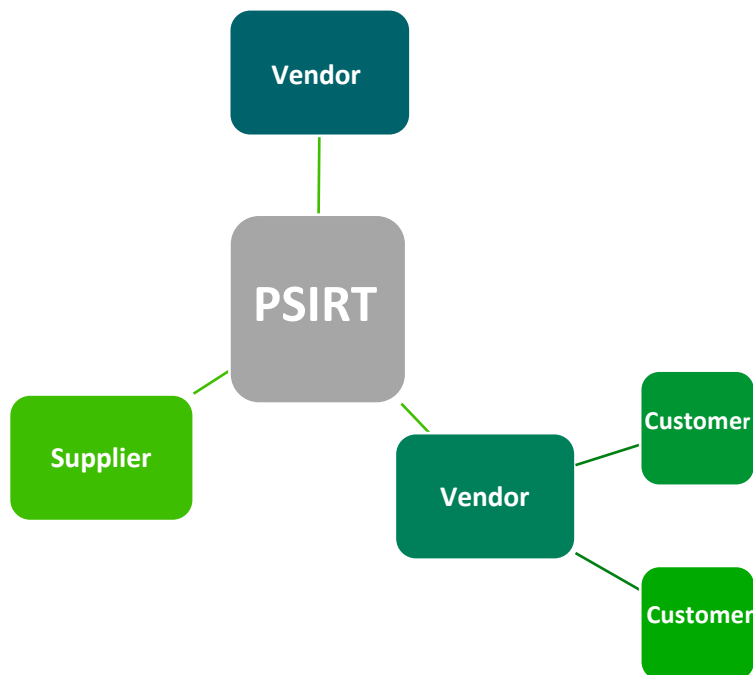 Vendor
PSIRT
Customer
Supplier
Vendor
Customer